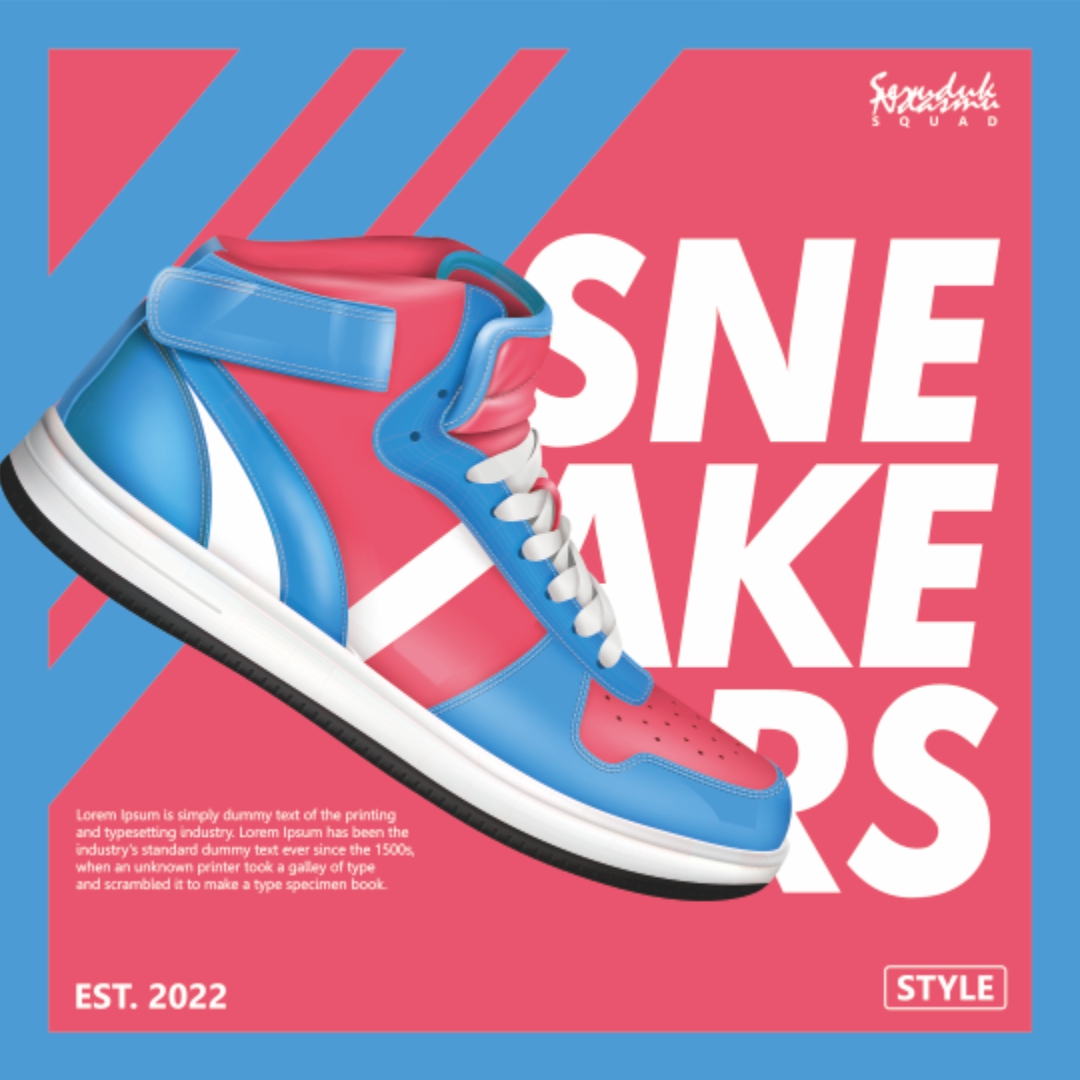 Seruduk
Ndasmu
SQUAD
SNE
AKE
RS
Lorem Ipsum is simply dummy text of the printing
and typesetting industry. Lorem Ipsum has been the
industry's standard dummy text ever since the 1500s,
when an unknown printer took a galley of type
and scrambled it to make a type specimen book.
EST. 2022
STYLE